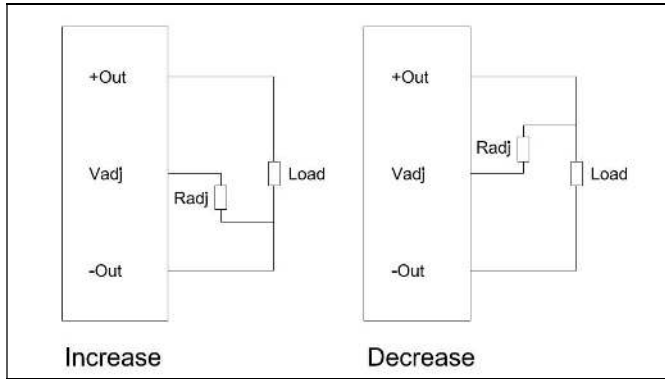 +Out
Vadj
Radj
Load
-Out
Increase
+Out
Radj
Vadj
Load
-Out
Decrease